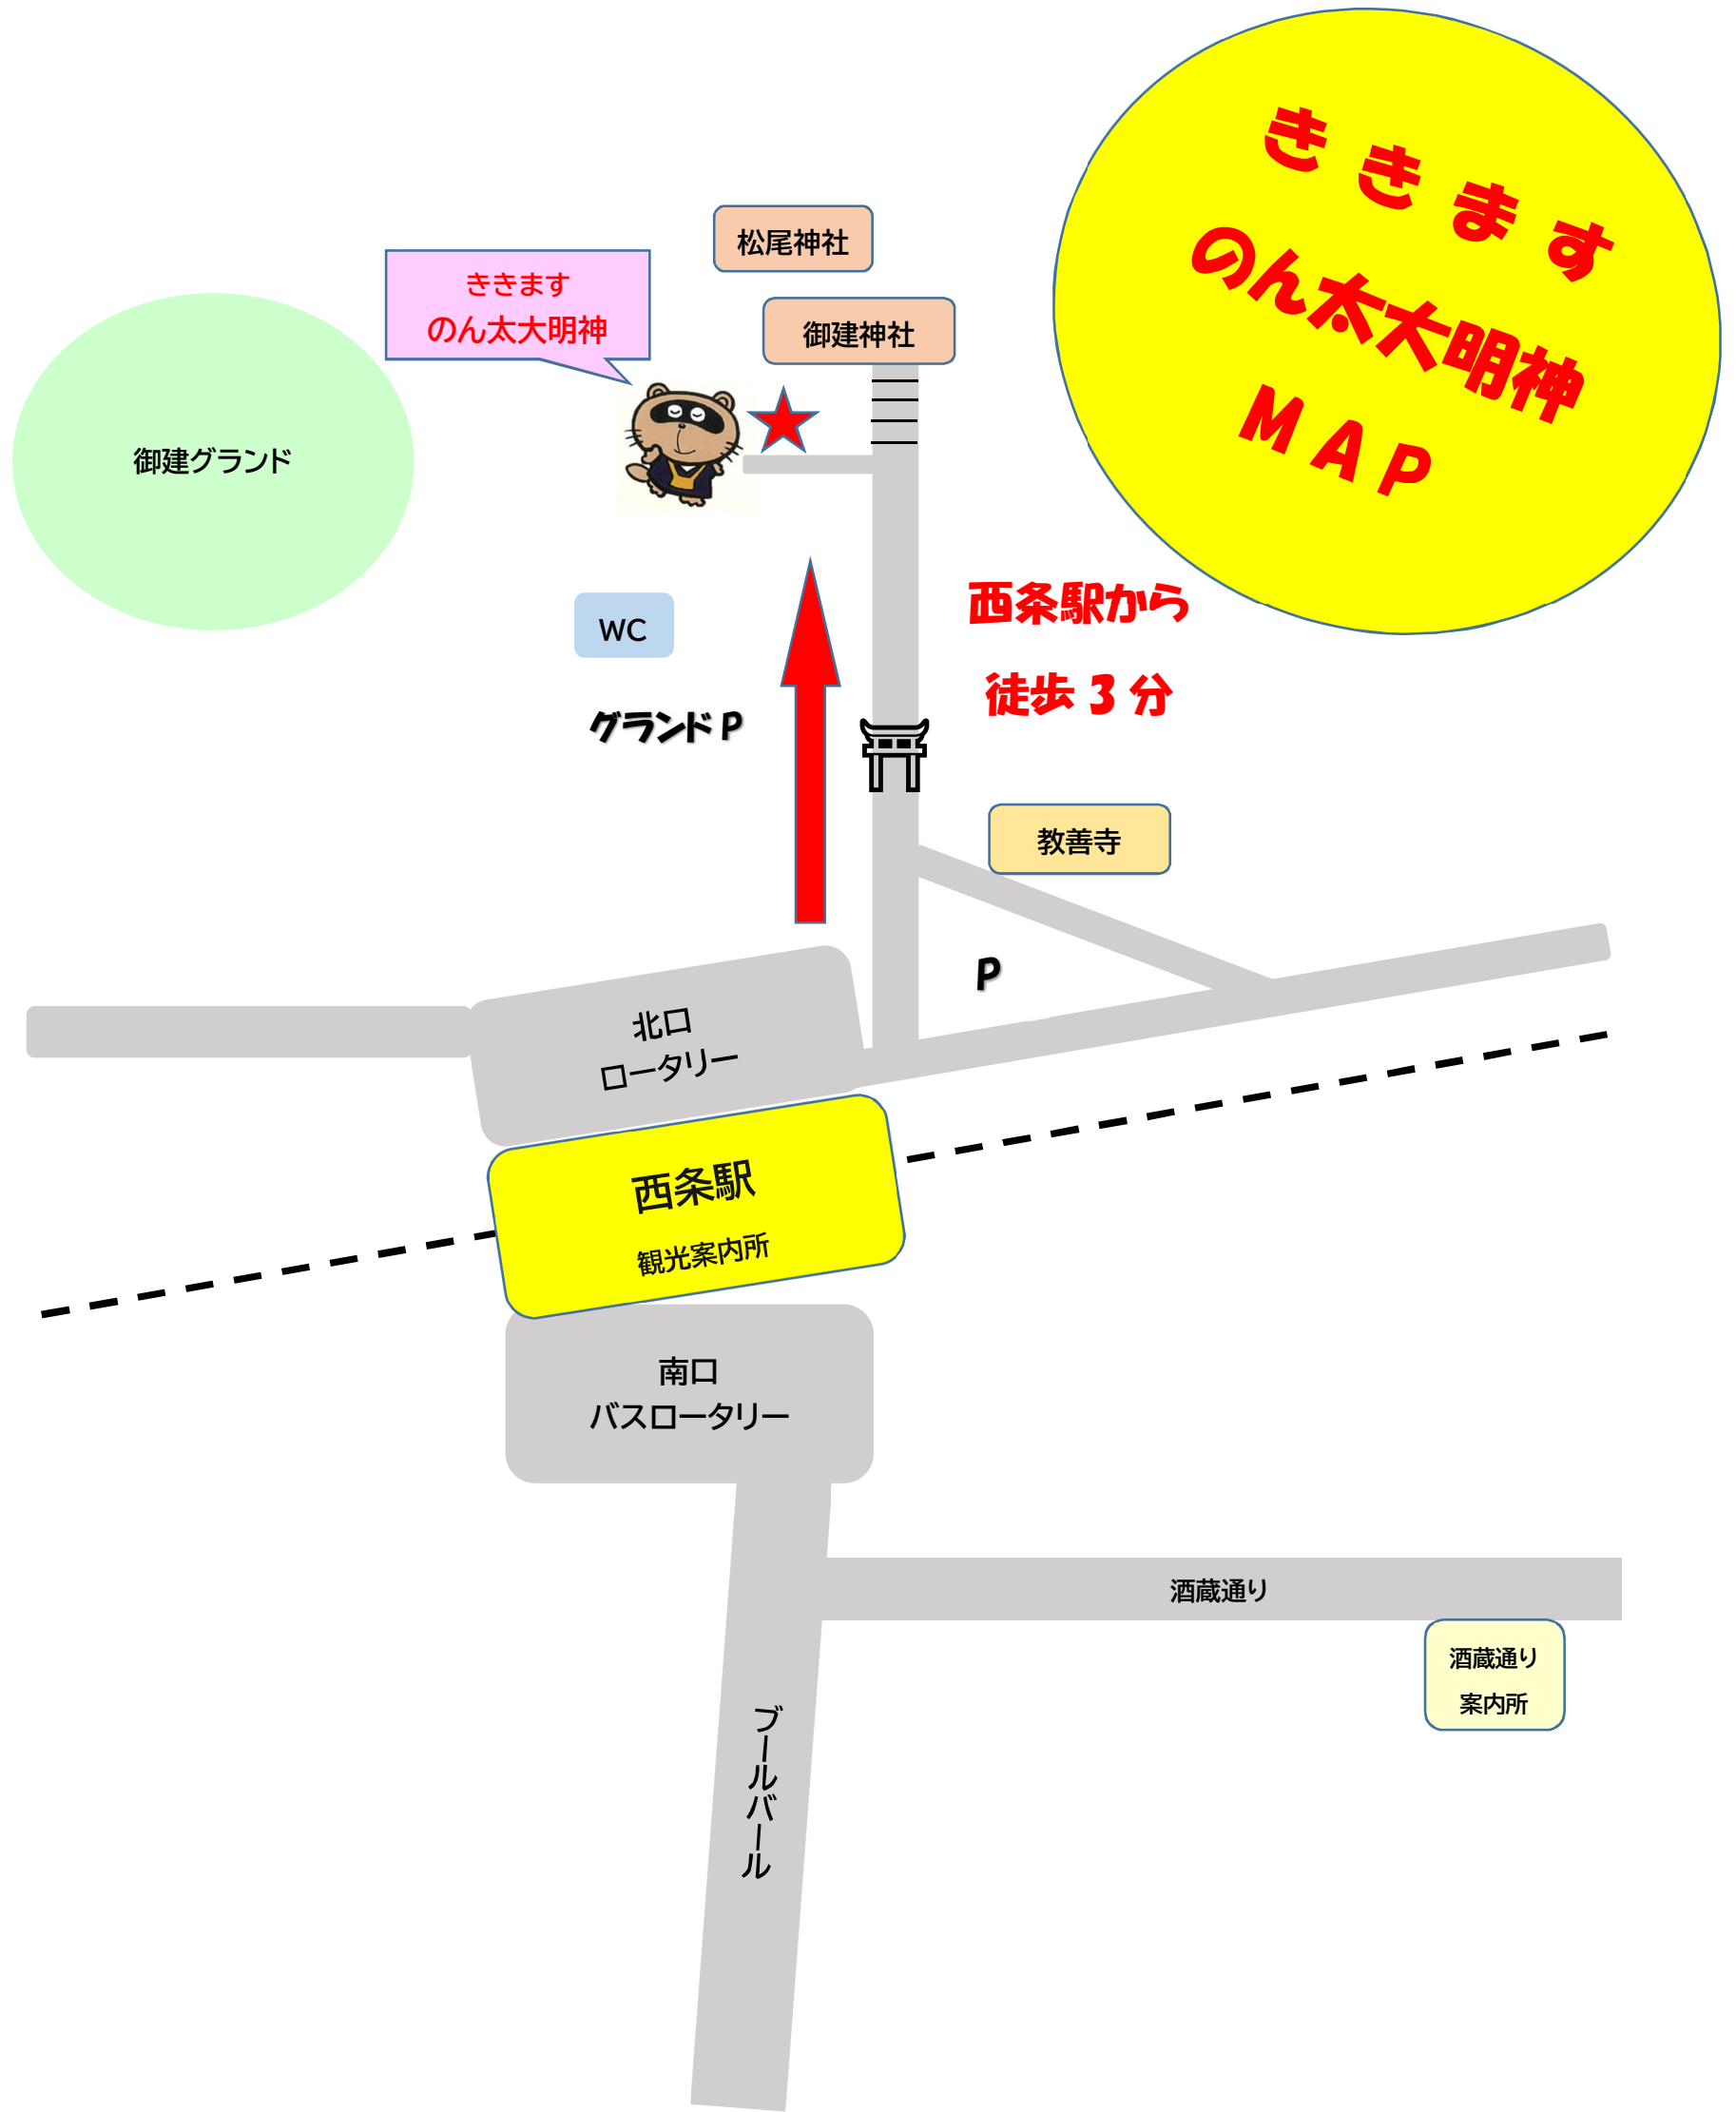 ききます
のん太大明神
MAP
松尾神社
ききます
のん太大明神
御建神社
御建グランド
西条駅から
徒歩3分
WC
グランドP
教善寺
P
北口
ロータリー
西条駅
観光案内所
南口
バスロータリー
酒蔵通り
酒蔵通り
案内所
ブールバール